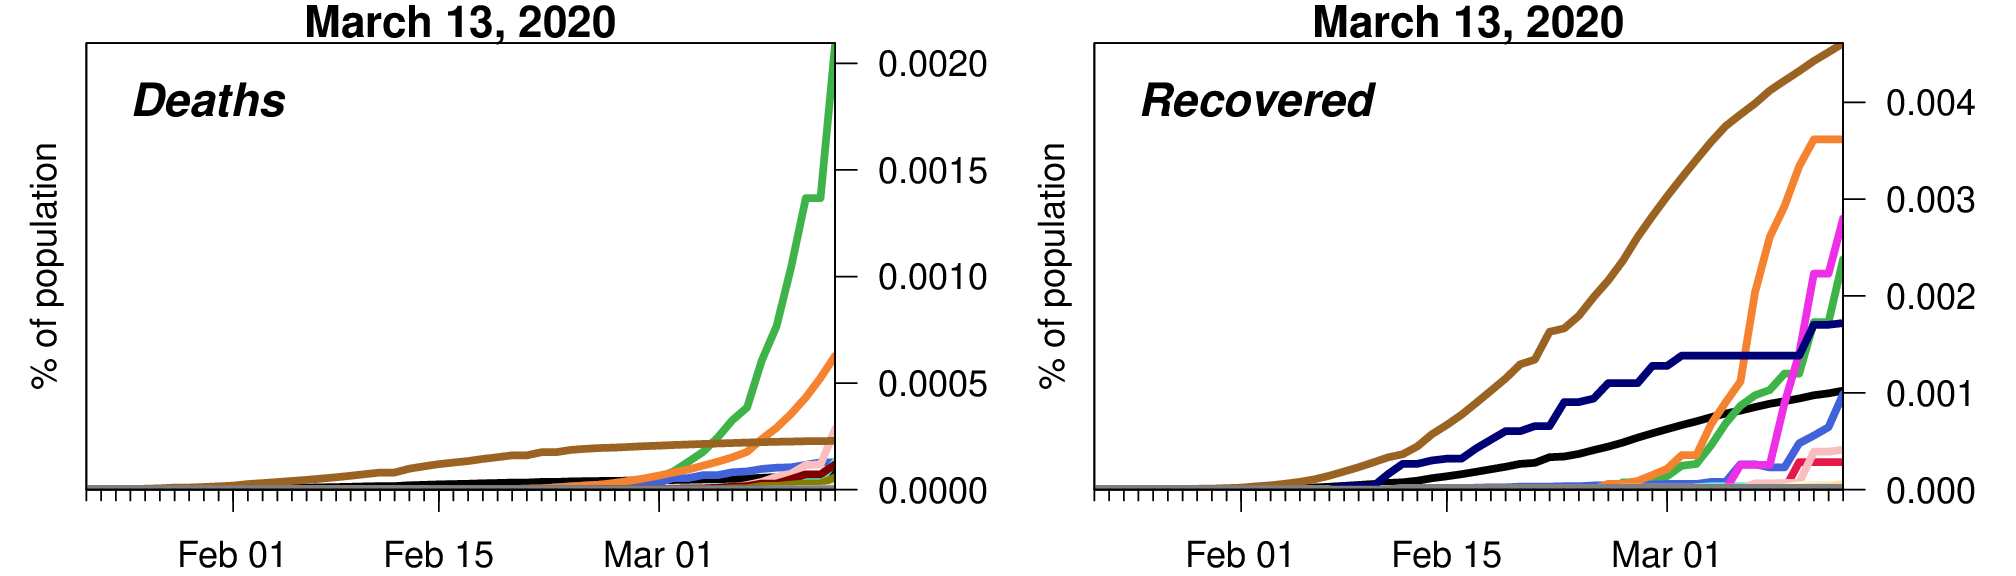 March 13, 2020
Deaths
% of population
0.0020
0.0015
0.0010
0.0005
0.0000
Feb 01
Feb 15
Mar 01
March 13, 2020
Recovered
% of population
0.004
0.003
0.002
0.001
0.000
Feb 01
Feb 15
Mar 01